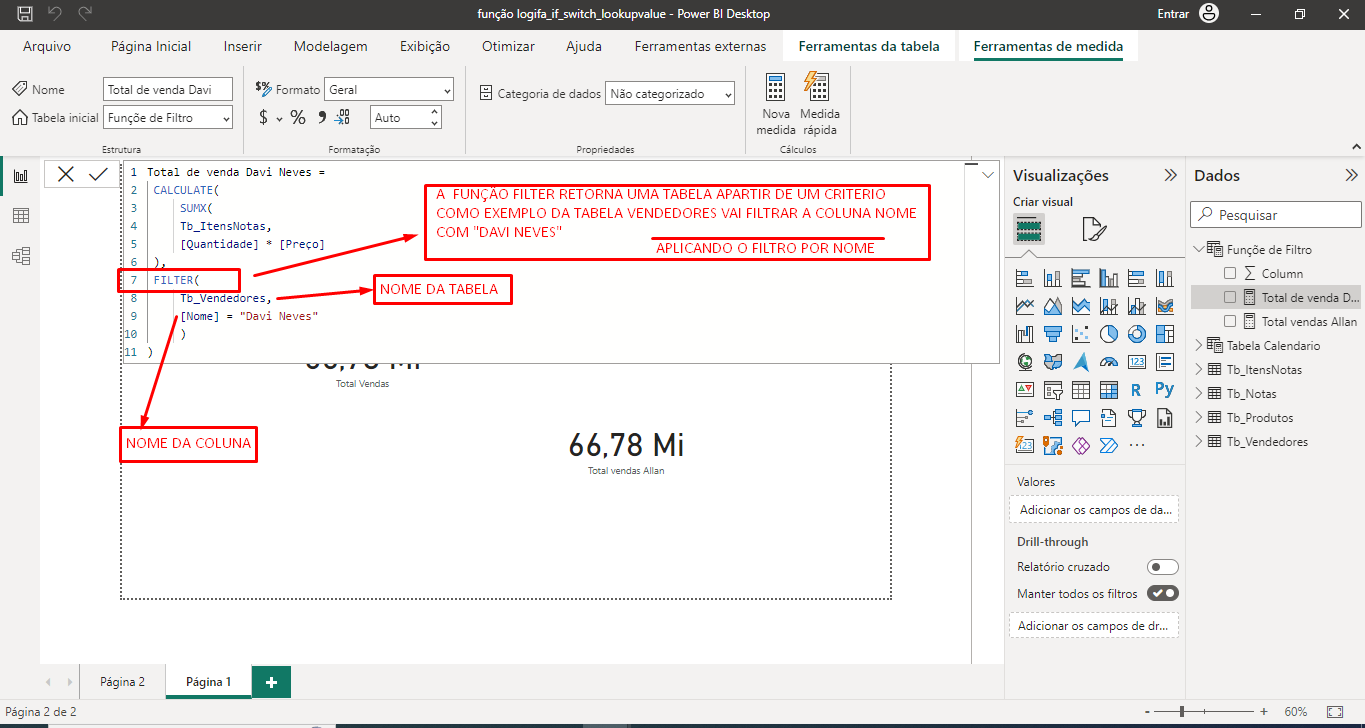 função logifa_if_switch_lookupvalue - Power BI Desktop
Entrar
Arquivo
Página Inicial
Inserir
Modelagem
Exibição
Otimizar
Ajuda
Ferramentas externas
Ferramentas da tabela
Ferramentas de medida
Nome
Total de venda Davi
Tabela inicial
Funçõe de Filtro
Estrutura
Formato
Geral
$
%
Auto
Formatação
Categoria de dados
Não categorizado
Propriedades
Nova
medida
Medida
rápida
Cálculos
1 Total de venda Davi Neves =
2 CALCULATE(
3 SUMX(
4 Tb_ItensNotas,
5 [Quantidade] * [Preço]
6 ),
7 FILTER(
8 Tb_Vendedores,
9 [Nome] = "Davi Neves"
10 )
11 )
A FUNÇÃO FILTER RETORNA UMA TABELA APARTIR DE UM CRITERIO
COMO EXEMPLO DA TABELA VENDEDORES VAI FILTRAR A COLUNA NOME
COM "DAVI NEVES"
APLICANDO O FILTRO POR NOME
NOME DA TABELA
NOME DA COLUNA
Total Vendas
66,78 Mi
Total vendas Allan
Visualizações
Criar visual
123
R
Py
123
Valores
Adicionar os campos de da...
Drill-through
Relatório cruzado
Manter todos os filtros
Adicionar os campos de dr...
Dados
Pesquisar
Funçõe de Filtro
Column
Total de venda D...
Total vendas Allan
Tabela Calendario
Tb_ItensNotas
Tb_Notas
Tb_Produtos
Tb_Vendedores
Página 2
Página 1
Página 2 de 2
60%